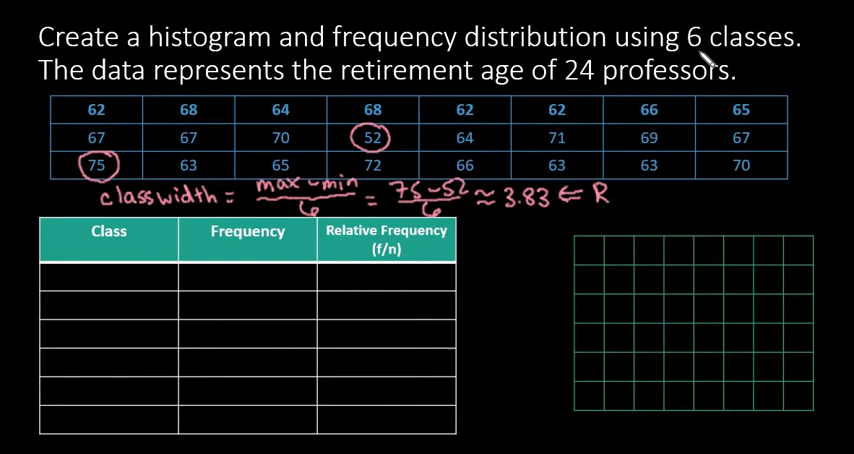 Create a histogram and frequency distribution using 6 classes.
The data represents the retirement age of 24 professors.
62 68 64 68 62 62 66 65
67 67 70 52 64 71 69 67
75 63 65 72 66 63 63 70
classwidth = max - min / 6 = 75 - 52 / 6 ≈ 3.83 ← R
Class Frequency Relative Frequency (f/n)